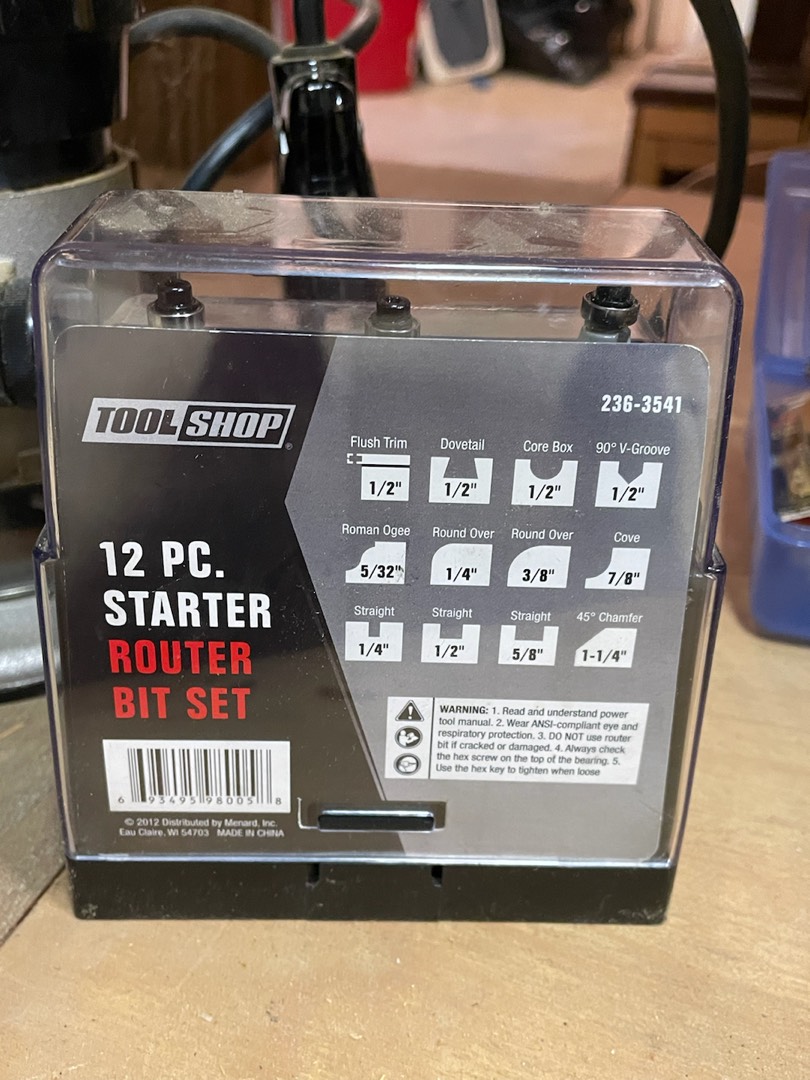 TOOL SHOP®
236-3541
12 PC.
STARTER
ROUTER
BIT SET
Flush Trim Dovetail Core Box 90° V-Groove
1/2" 1/2" 1/2" 1/2"
Roman Ogee Round Over Round Over Cove
5/32" 1/4" 3/8" 7/8"
Straight Straight Straight 45° Chamfer
1/4" 1/2" 5/8" 1-1/4"
WARNING: 1. Read and understand power
tool manual. 2. Wear ANSI-compliant eye and
respiratory protection. 3. DO NOT use router
bit if cracked or damaged. 4. Always check
the hex screw on the top of the bearing. 5.
Use the hex key to tighten when loose
6 93495 98005 8
© 2012 Distributed by Menard, Inc.
Eau Claire, WI 54703 MADE IN CHINA